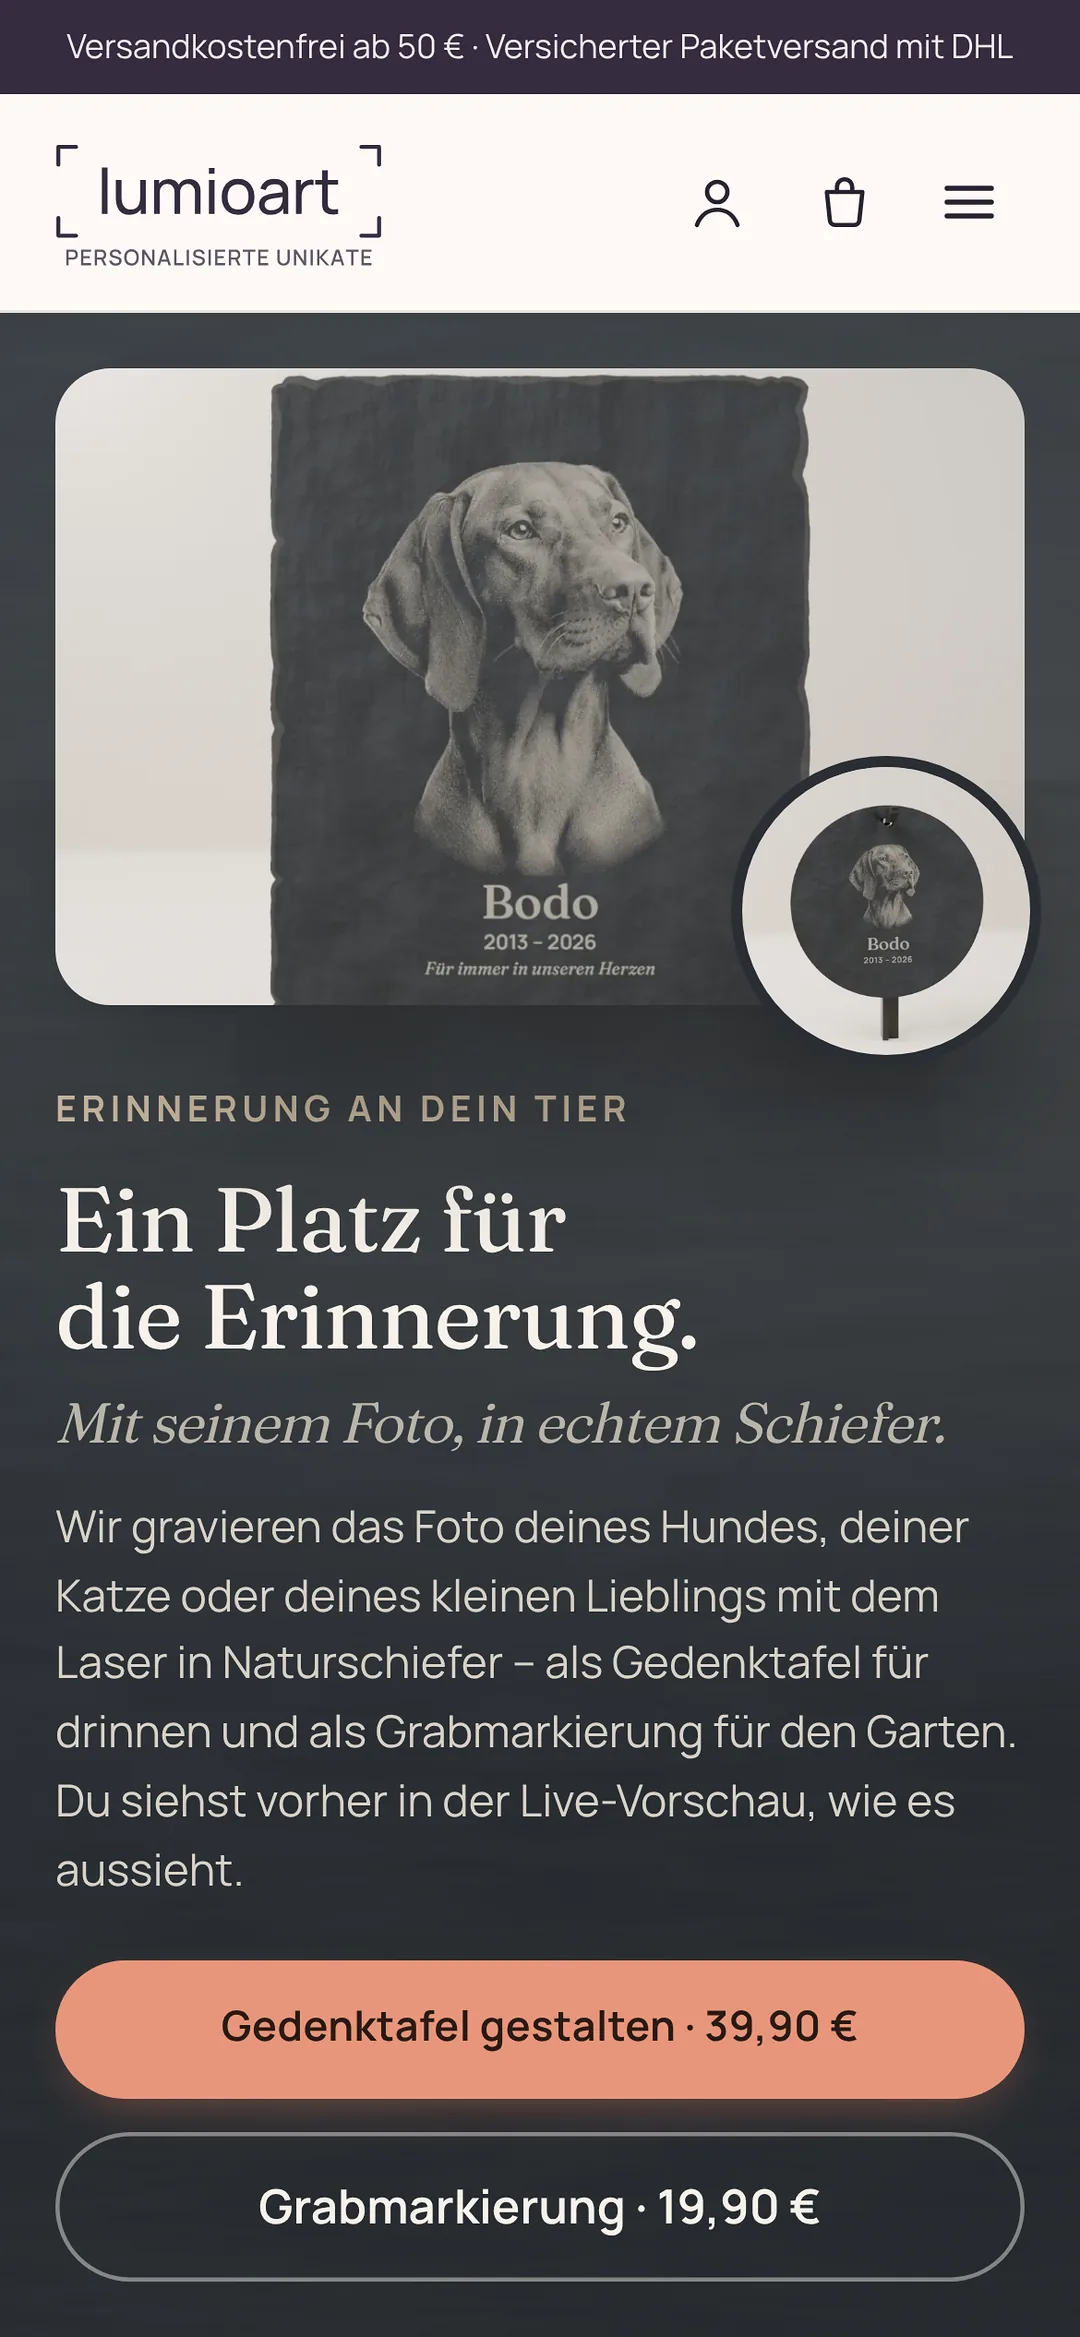 Versandkostenfrei ab 50 € · Versicherter Paketversand mit DHL
lumioart
PERSONALISIERTE UNIKATE
Bodo
2013 – 2026
Für immer in unseren Herzen
Bodo
2013 – 2026
ERINNERUNG AN DEIN TIER
Ein Platz für
die Erinnerung.
Mit seinem Foto, in echtem Schiefer.
Wir gravieren das Foto deines Hundes, deiner
Katze oder deines kleinen Lieblings mit dem
Laser in Naturschiefer – als Gedenktafel für
drinnen und als Grabmarkierung für den Garten.
Du siehst vorher in der Live-Vorschau, wie es
aussieht.
Gedenktafel gestalten · 39,90 €
Grabmarkierung · 19,90 €